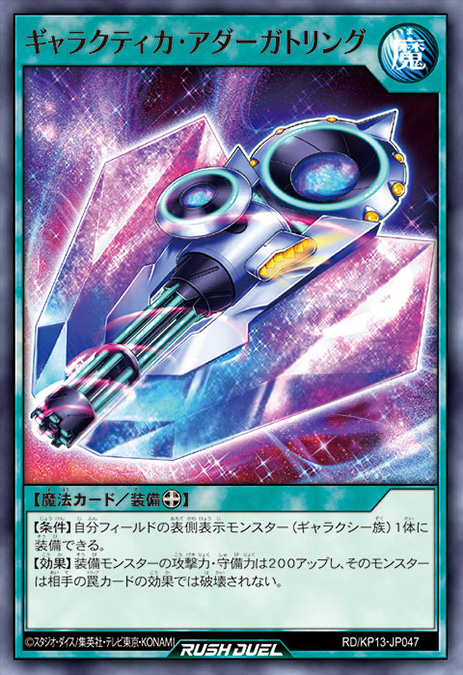 ギャラクティカ・アダーガトリング
魔
【魔法カード/装備】
【条件】自分フィールドの表側表示モンスター(ギャラクシー族)1体に
装備できる。
【効果】装備モンスターの攻撃力・守備力は200アップし、そのモンスター
は相手の罠カードの効果では破壊されない。
©スタジオ・ダイス/集英社・テレビ東京・KONAMI
RUSH DUEL
RD/KP13-JP047